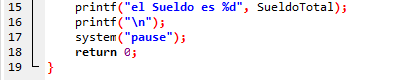 15 printf("el Sueldo es %d", SueldoTotal);
16 printf("\n");
17 system("pause");
18 return 0;
19 }